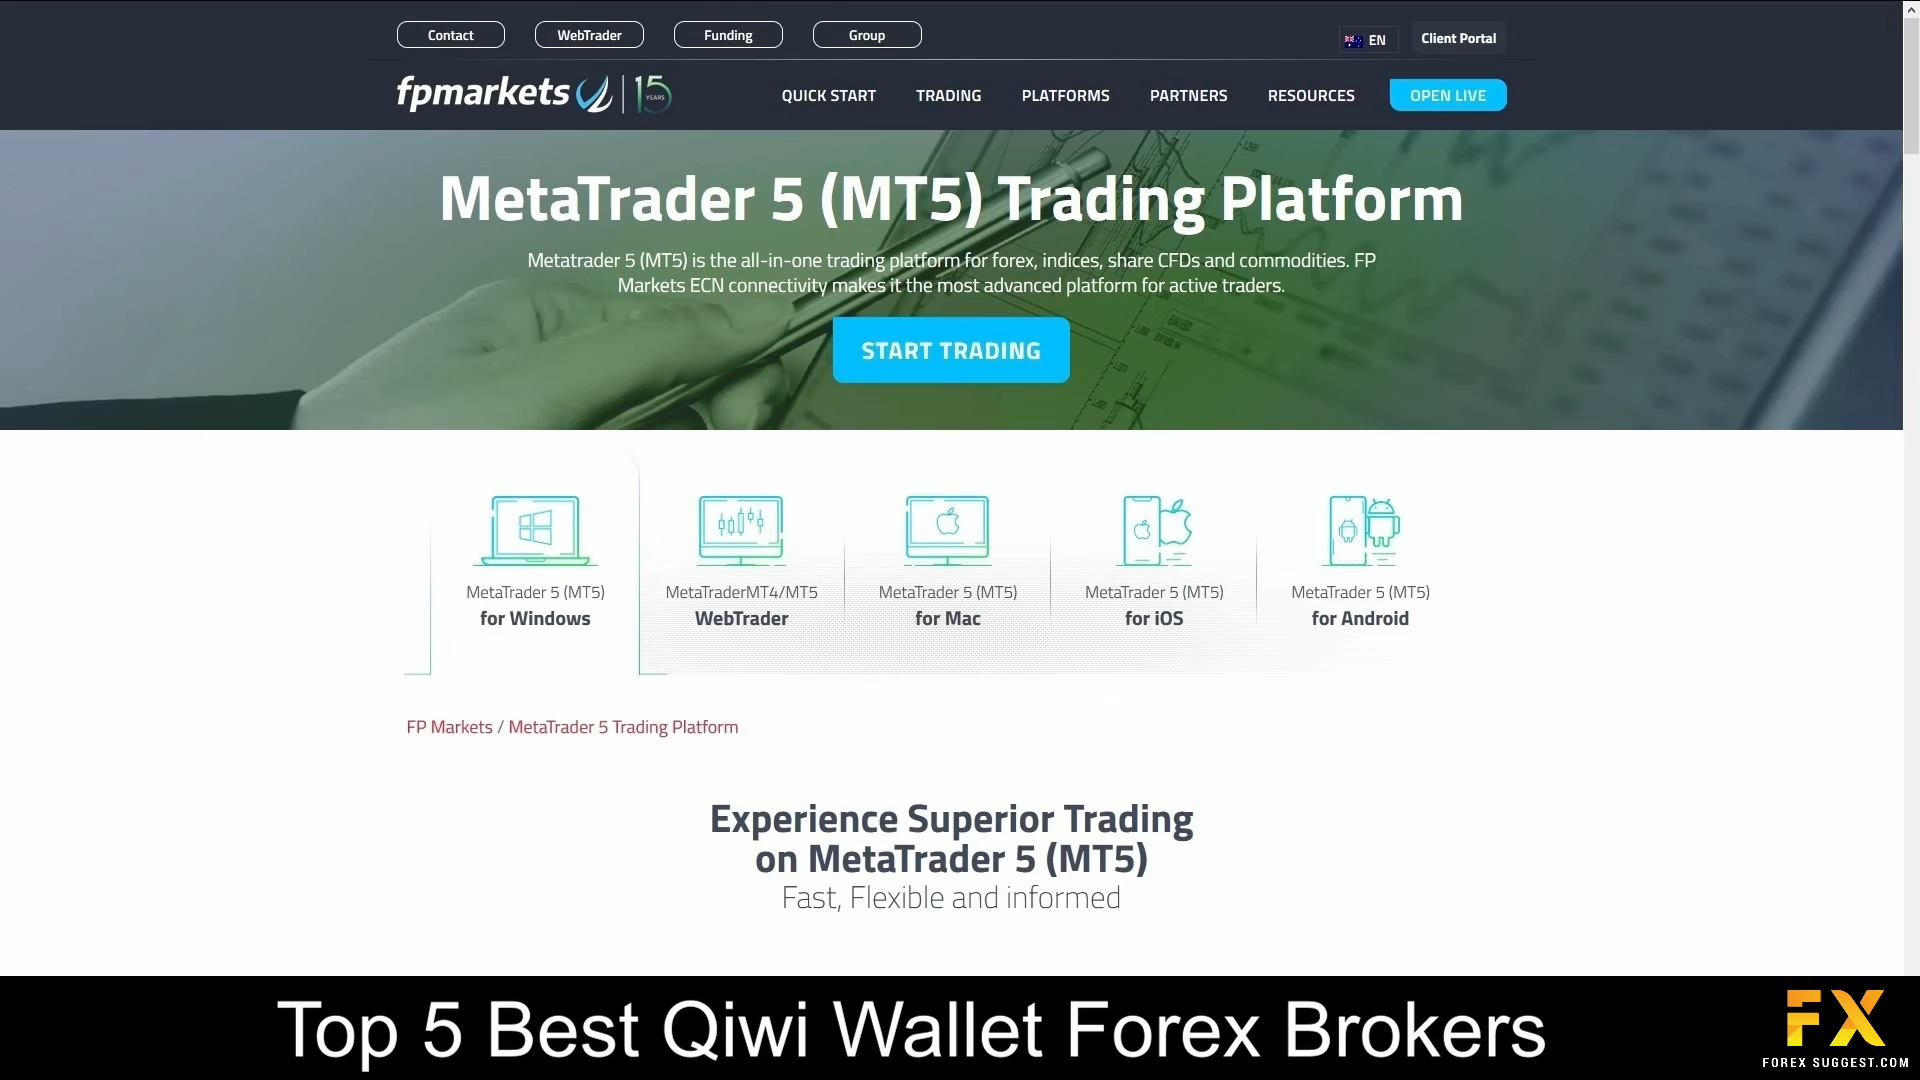 Contact
WebTrader
Funding
Group
EN
Client Portal
fpmarkets
15
YEARS
QUICK START
TRADING
PLATFORMS
PARTNERS
RESOURCES
OPEN LIVE
MetaTrader 5 (MT5) Trading Platform
Metatrader 5 (MT5) is the all-in-one trading platform for forex, indices, share CFDs and commodities. FP
Markets ECN connectivity makes it the most advanced platform for active traders.
START TRADING
MetaTrader 5 (MT5)
for Windows
MetaTraderMT4/MT5
WebTrader
MetaTrader 5 (MT5)
for Mac
MetaTrader 5 (MT5)
for iOS
MetaTrader 5 (MT5)
for Android
FP Markets / MetaTrader 5 Trading Platform
Experience Superior Trading
on MetaTrader 5 (MT5)
Fast, Flexible and informed
Top 5 Best Qiwi Wallet Forex Brokers
FX
FOREX SUGGEST.COM